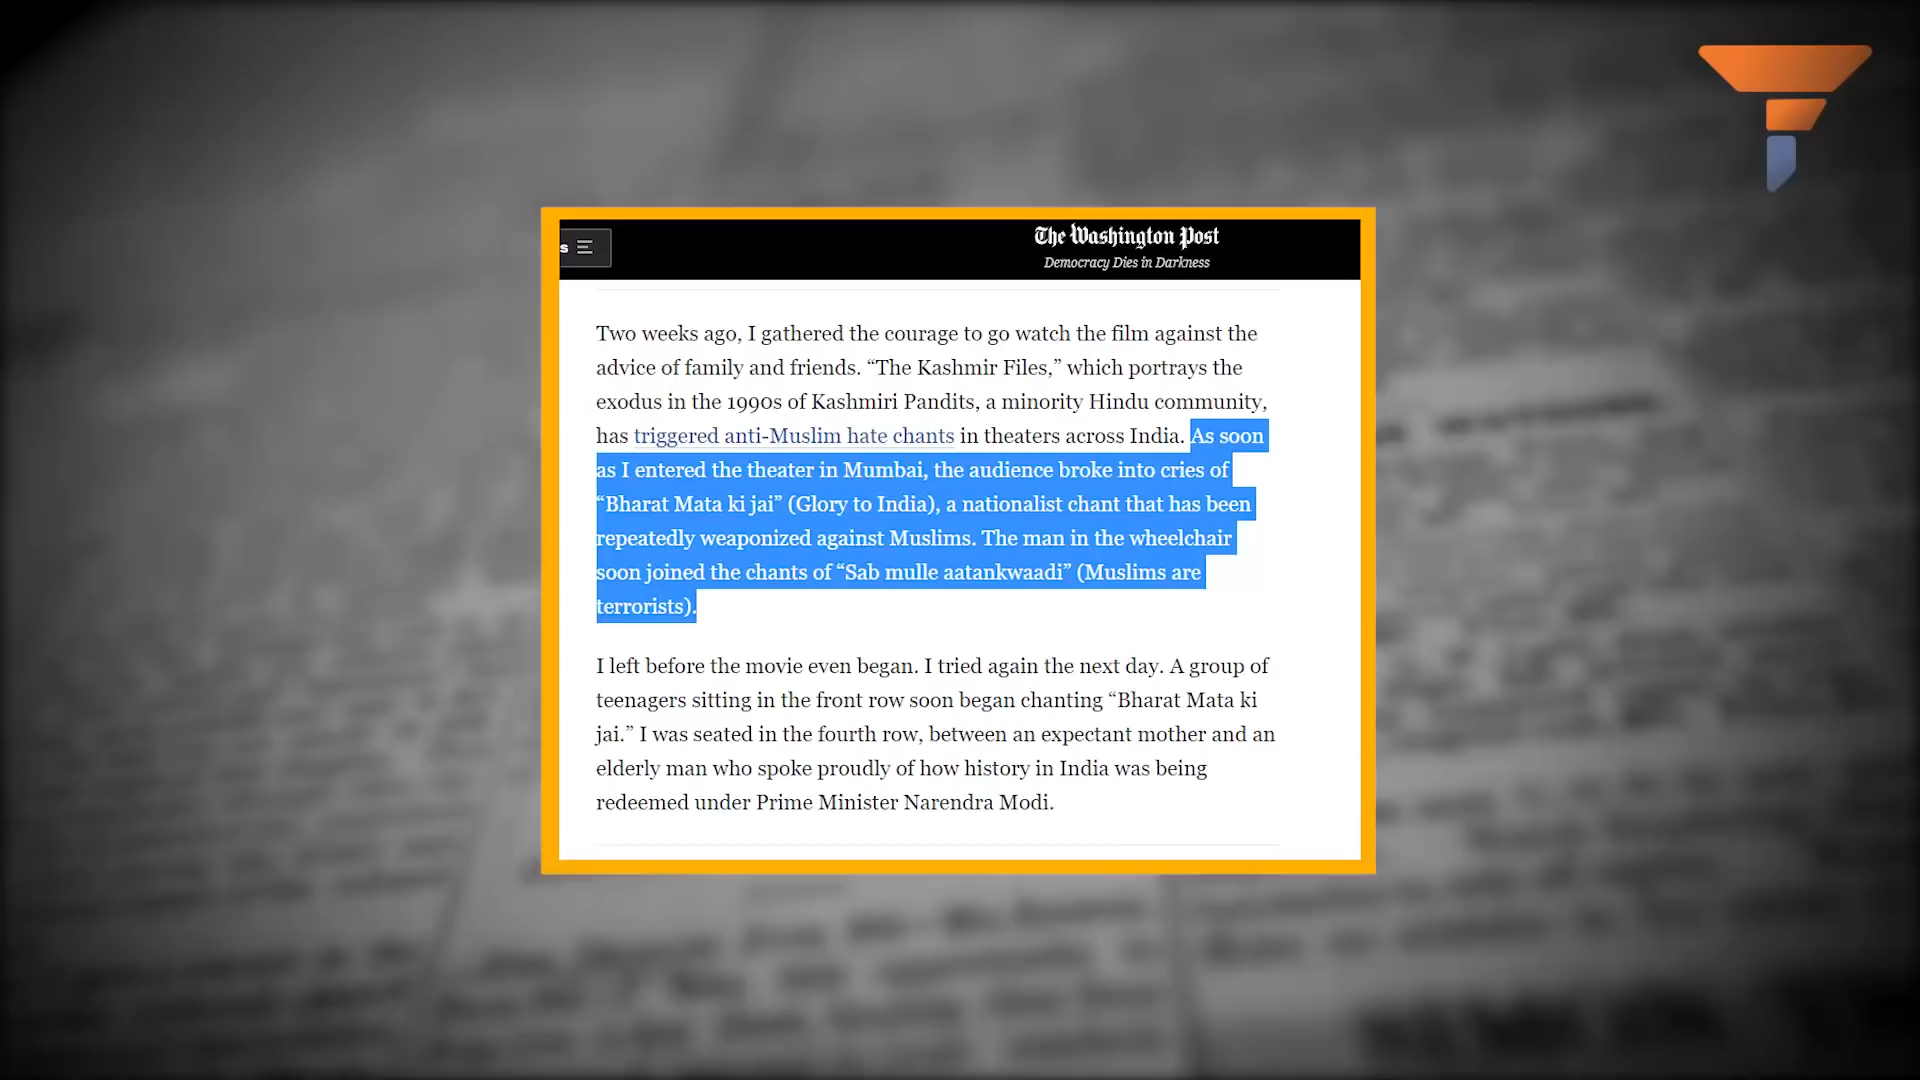 s
The Washington Post
Democracy Dies in Darkness
Two weeks ago, I gathered the courage to go watch the film against the
advice of family and friends. “The Kashmir Files,” which portrays the
exodus in the 1990s of Kashmiri Pandits, a minority Hindu community,
has triggered anti-Muslim hate chants in theaters across India. As soon
as I entered the theater in Mumbai, the audience broke into cries of
“Bharat Mata ki jai” (Glory to India), a nationalist chant that has been
repeatedly weaponized against Muslims. The man in the wheelchair
soon joined the chants of “Sab mulle aatankwaadi” (Muslims are
terrorists).
I left before the movie even began. I tried again the next day. A group of
teenagers sitting in the front row soon began chanting “Bharat Mata ki
jai.” I was seated in the fourth row, between an expectant mother and an
elderly man who spoke proudly of how history in India was being
redeemed under Prime Minister Narendra Modi.